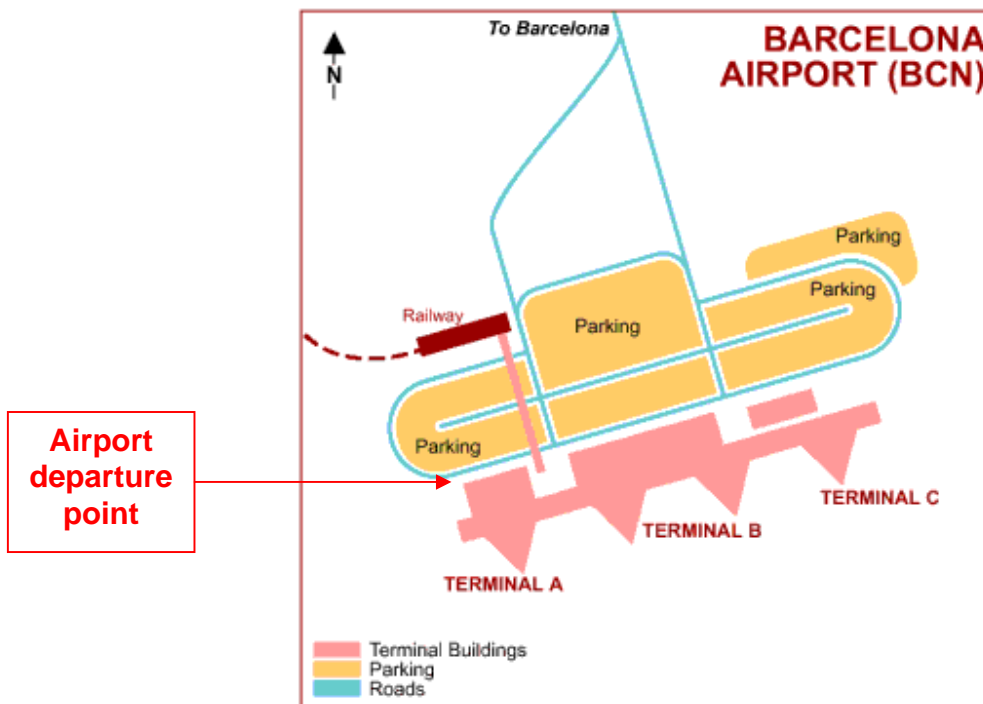 To Barcelona
BARCELONA
AIRPORT (BCN)
N
Parking
Parking
Railway
Parking
Parking
Airport
departure
point
TERMINAL C
TERMINAL B
TERMINAL A
Terminal Buildings
Parking
Roads